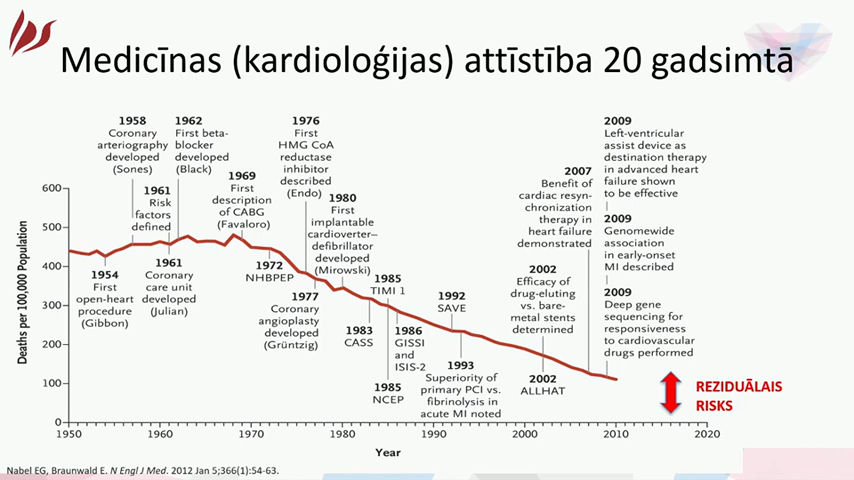 Medicīnas (kardioloģijas) attīstība 20 gadsimtā
1958
Coronary
arteriography
developed
(Sones)
1962
First beta-
blocker
developed
(Black)
1976
First
HMG CoA
reductase
inhibitor
described
(Endo)
2009
Left-ventricular
assist device as
destination therapy
in advanced heart
failure shown
to be effective
1961
Risk
factors
defined
1969
First
description
of CABG
(Favaloro)
1980
First
implantable
cardioverter–
defibrillator
developed
(Mirowski)
2007
Benefit of
cardiac resyn-
chronization
therapy in
heart failure
demonstrated
2009
Genomewide
association
in early-onset
MI described
1954
First
open-heart
procedure
(Gibbon)
1961
Coronary
care unit
developed
(Julian)
1972
NHBPEP
1977
Coronary
angioplasty
developed
(Grüntzig)
1985
TIMI 1
1983
CASS
1986
GISSI
and
ISIS-2
1985
NCEP
1992
SAVE
1993
Superiority of
primary PCI vs.
fibrinolysis in
acute MI noted
2002
Efficacy of
drug-eluting
vs. bare-
metal stents
determined
2002
ALLHAT
2009
Deep gene
sequencing for
responsiveness
to cardiovascular
drugs performed
REZIDUĀLAIS
RISKS
Deaths per 100,000 Population
600
500
400
300
200
100
0
1950
1960
1970
1980
1990
2000
2010
2020
Year
Nabel EG, Braunwald E. N Engl J Med. 2012 Jan 5;366(1):54-63.